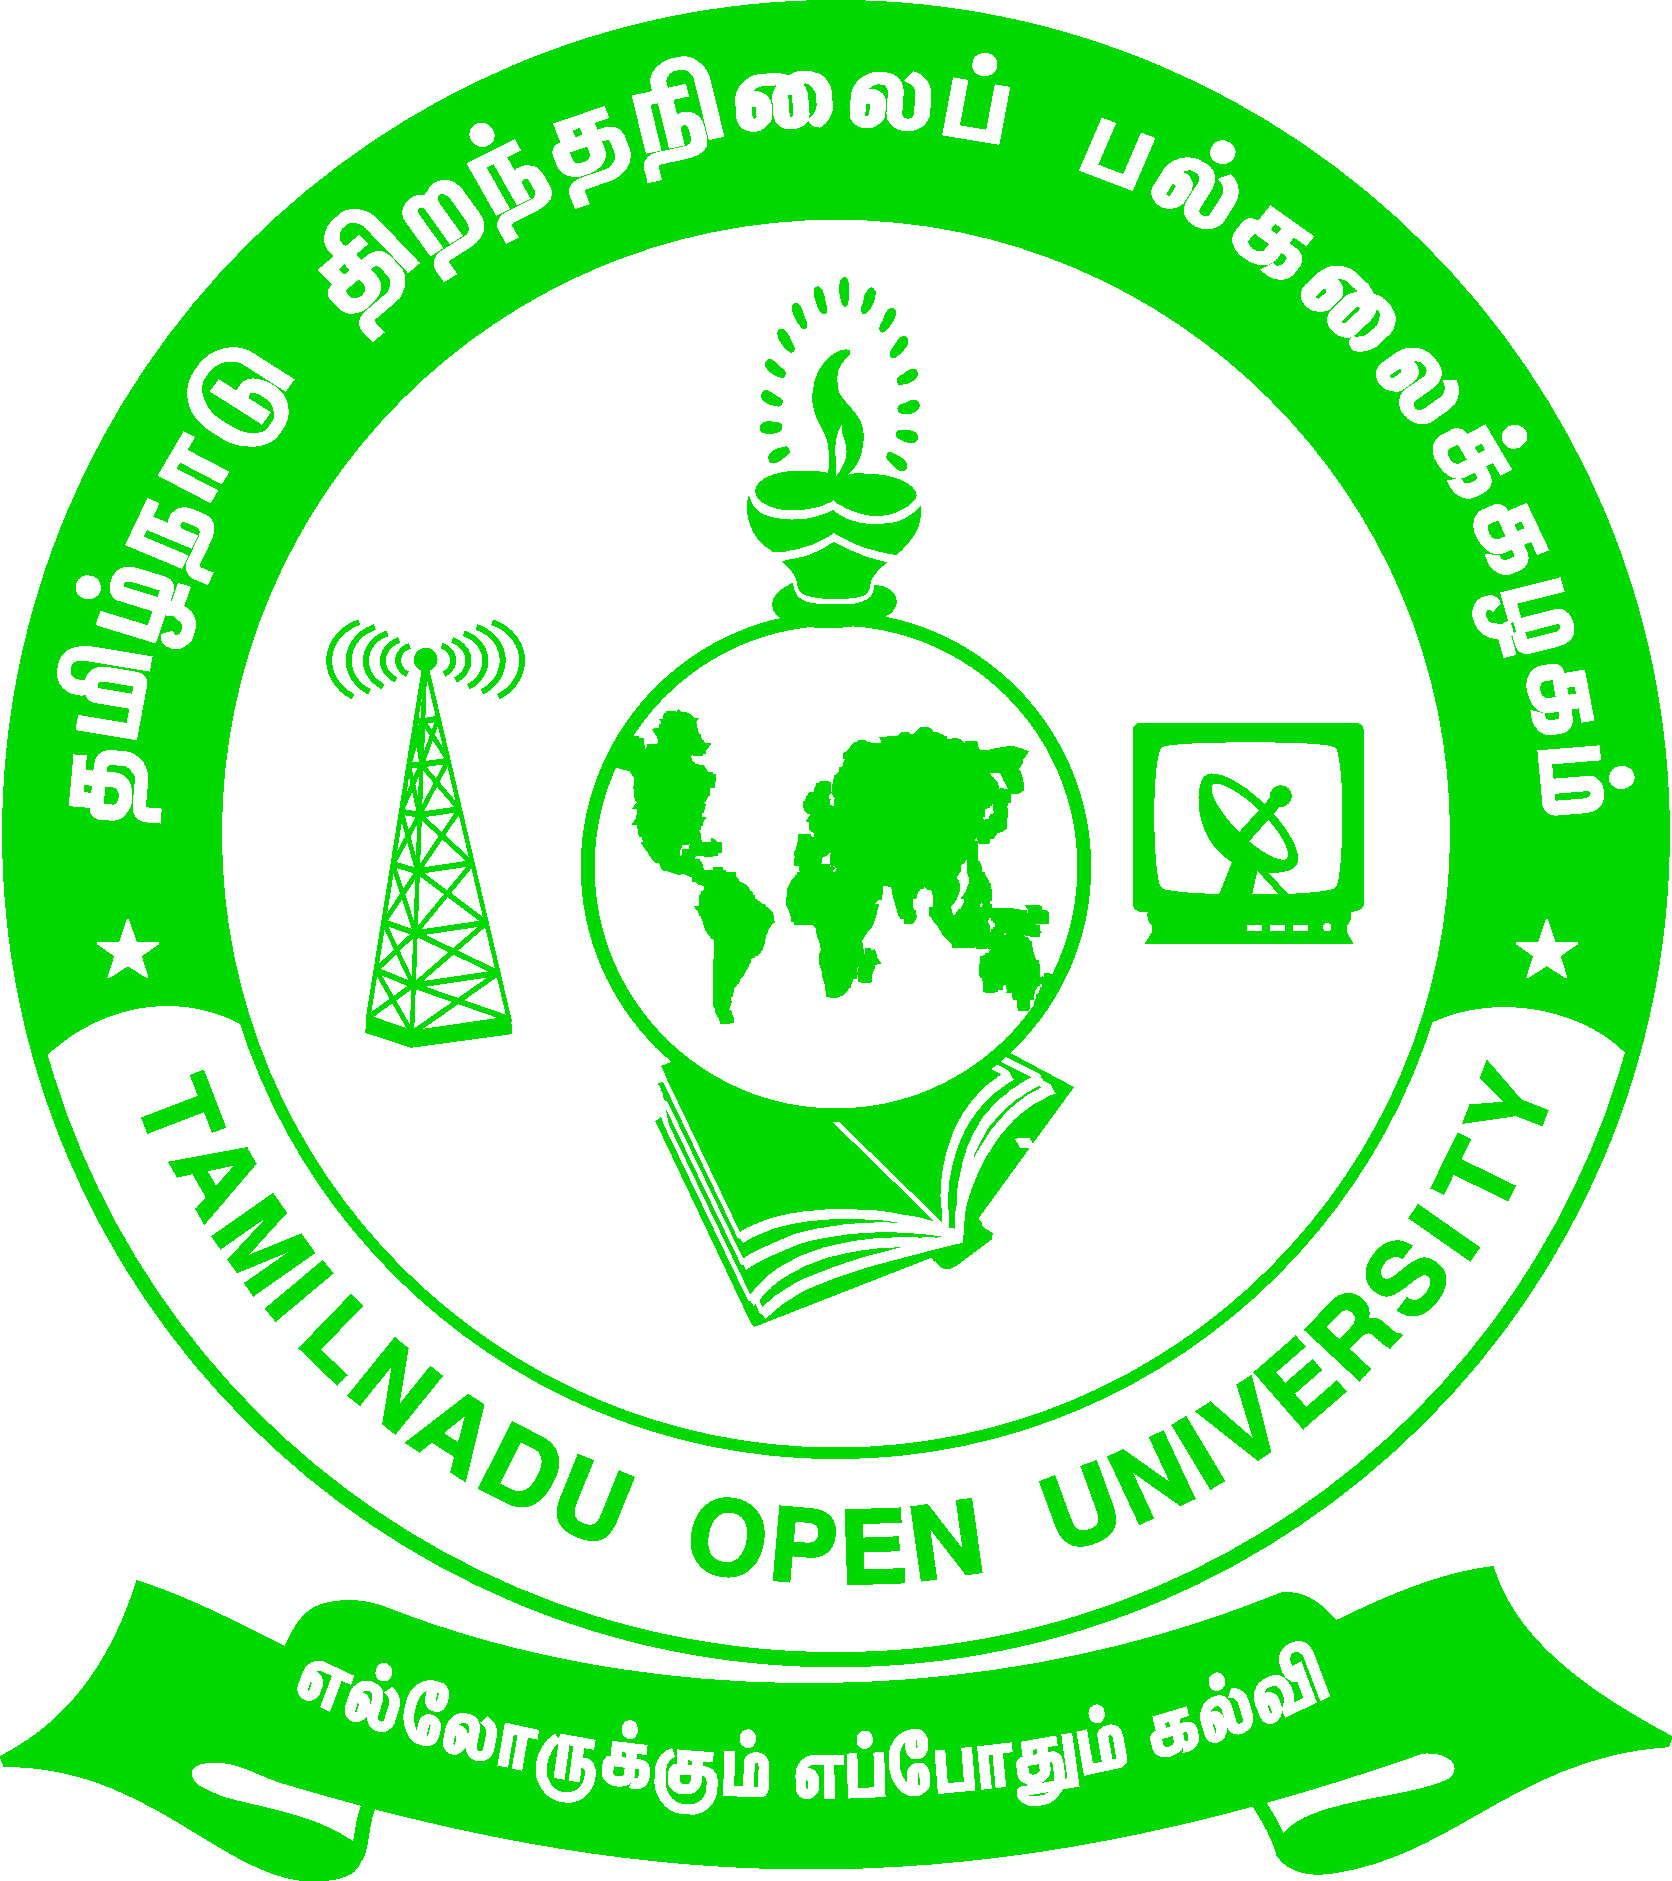 தமிழ்நாடு திறந்தநிலைப் பல்கலைக்கழகம்
TAMILNADU OPEN UNIVERSITY
எல்லோருக்கும் எப்போதும் கல்வி